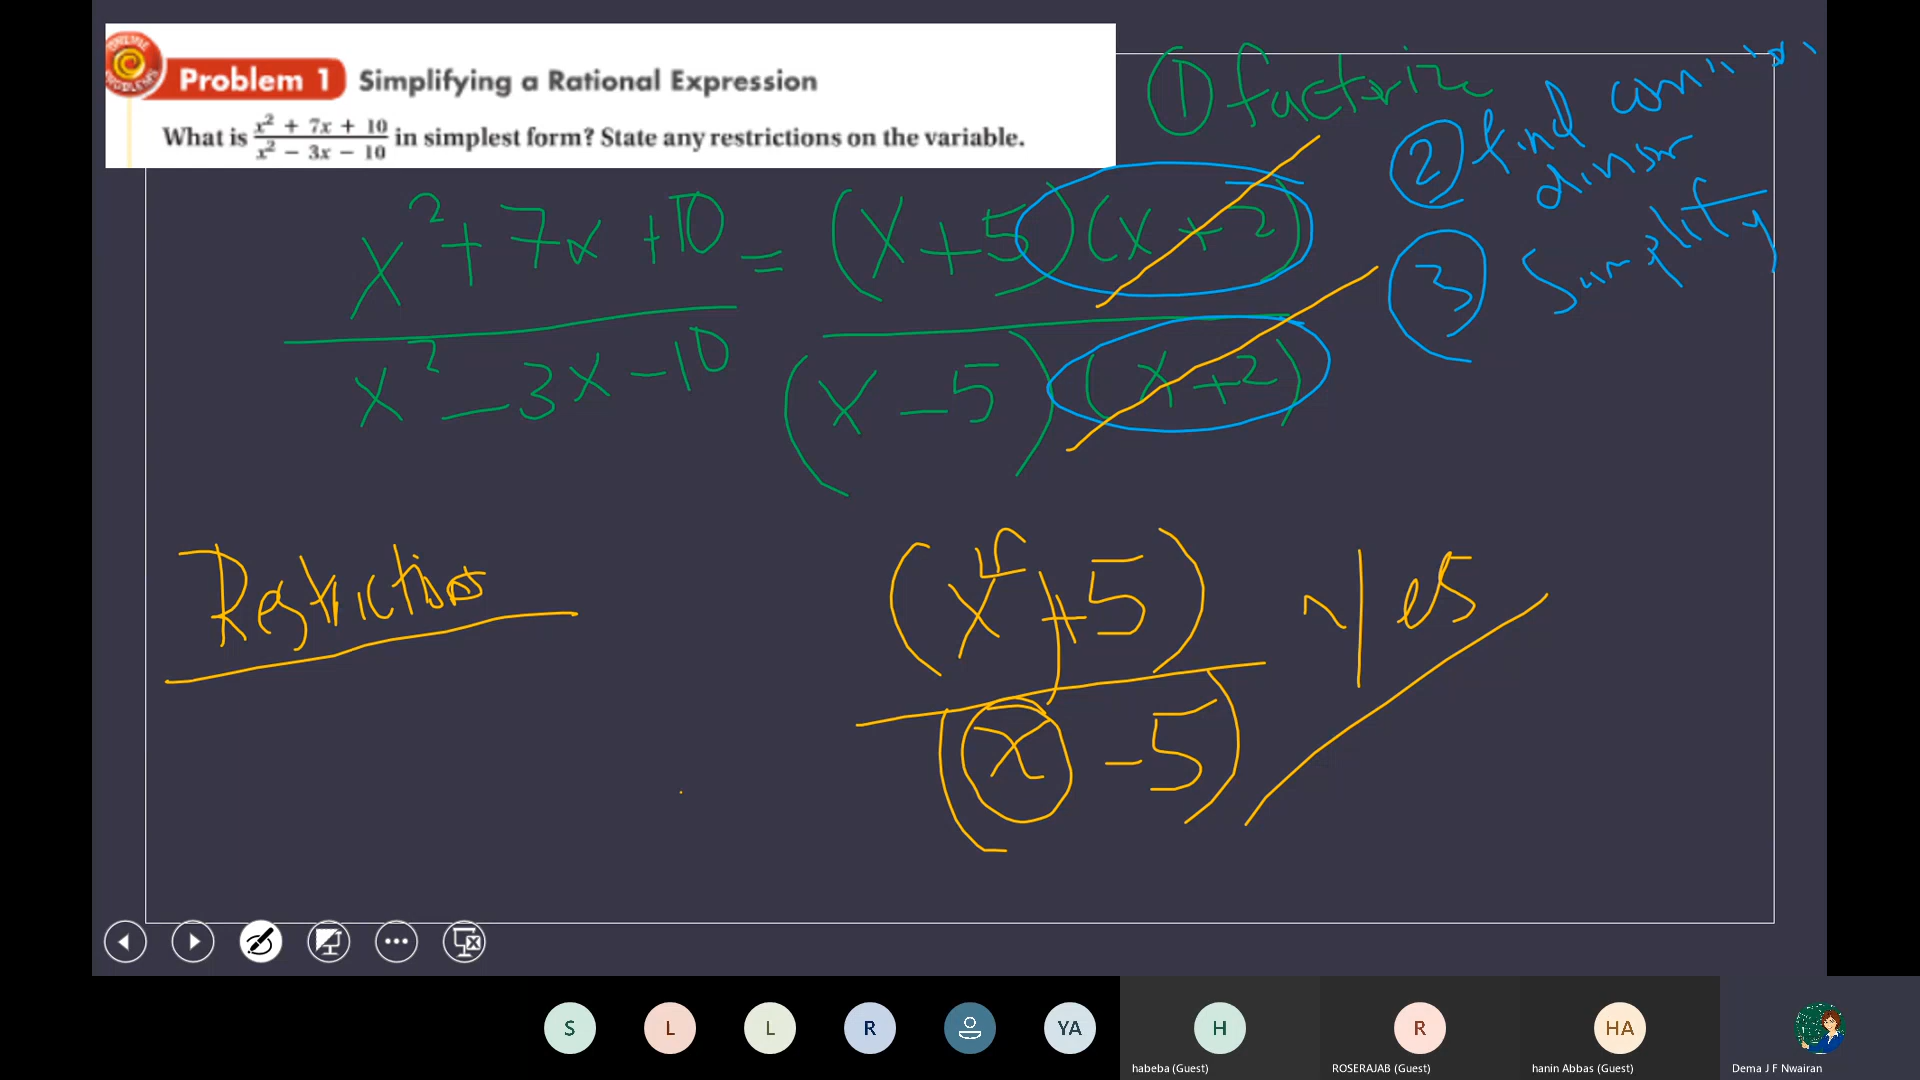 Problem 1 Simplifying a Rational Expression
What is x² + 7x + 10 / x² − 3x − 10 in simplest form? State any restrictions on the variable.
① factorize
② find common
divisor
③ Simplify
x² + 7x + 10 = (x + 5) (x + 2)
x² − 3x − 10 (x − 5) (x + 2)
Restrictions
(x + 5) yes
(x − 5)
S L L R YA H R HA
habeba (Guest) ROSERAJAB (Guest) hanin Abbas (Guest) Dema J F Nwairan